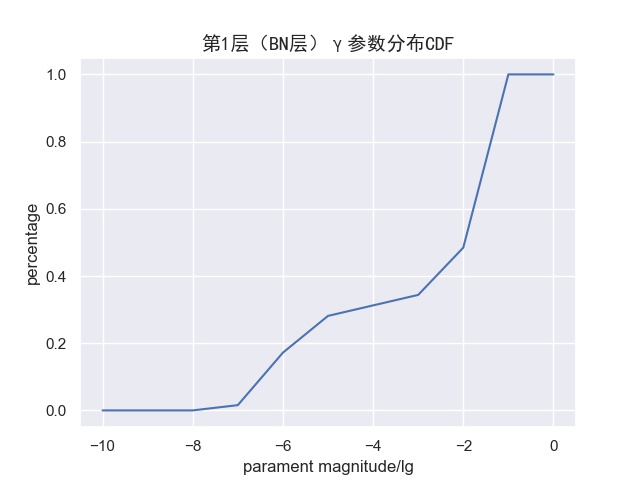 第1层（BN层）γ参数分布CDF
1.0
0.8
0.6
0.4
0.2
0.0
percentage
−10 −8 −6 −4 −2 0
parament magnitude/lg